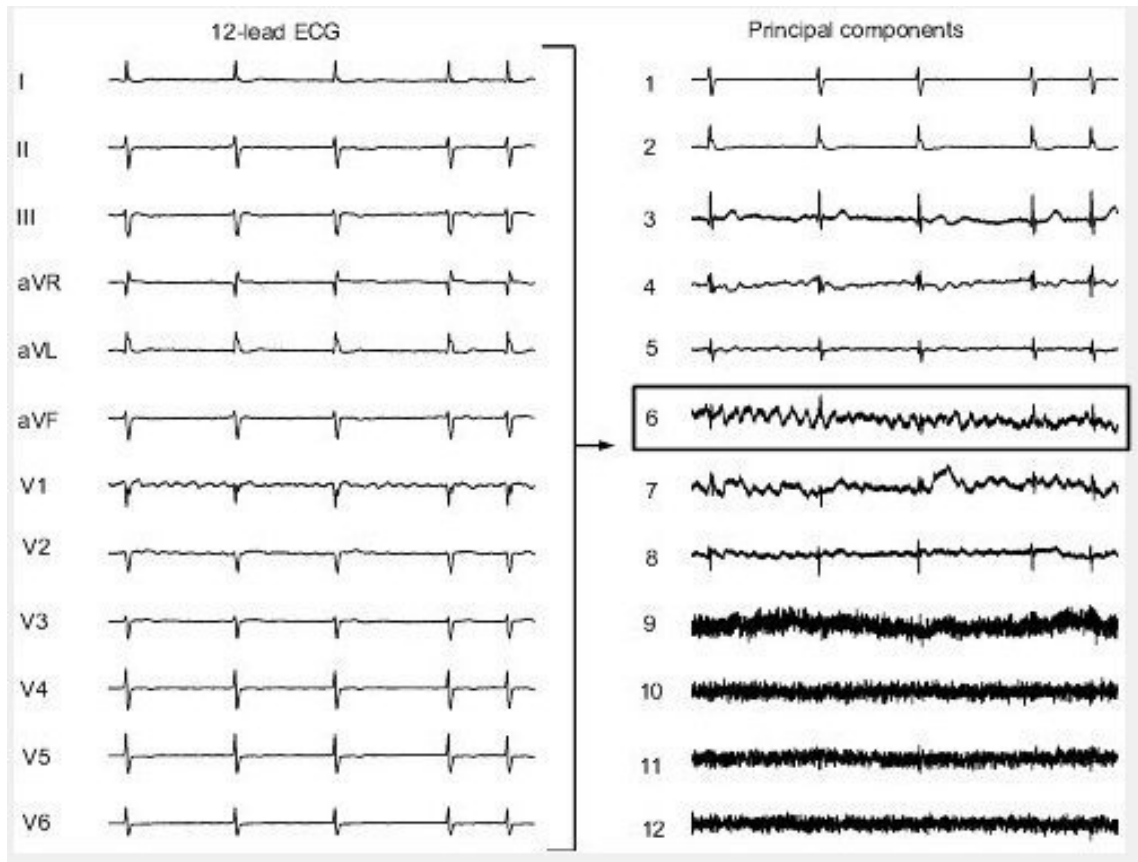 12-lead ECG
I
II
III
aVR
aVL
aVF
V1
V2
V3
V4
V5
V6
Principal components
1
2
3
4
5
6
7
8
9
10
11
12